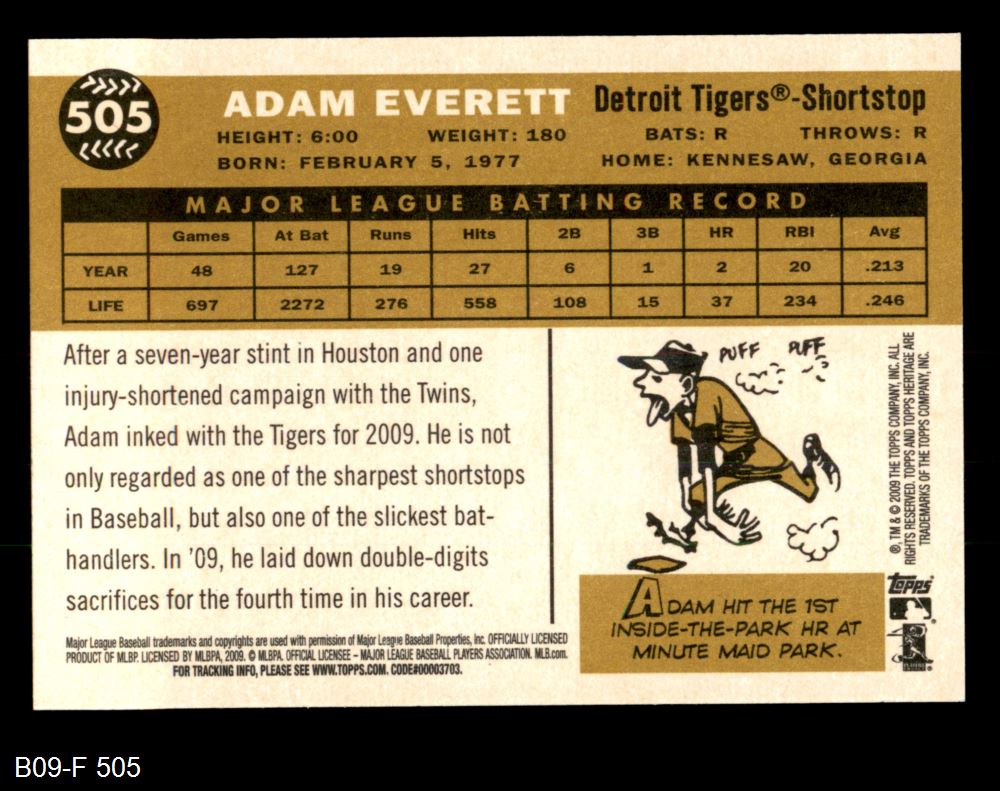 505
ADAM EVERETT
Detroit Tigers®-Shortstop
HEIGHT: 6:00 WEIGHT: 180 BATS: R THROWS: R
BORN: FEBRUARY 5, 1977 HOME: KENNESAW, GEORGIA
MAJOR LEAGUE BATTING RECORD
Games At Bat Runs Hits 2B 3B HR RBI Avg
YEAR 48 127 19 27 6 1 2 20 .213
LIFE 697 2272 276 558 108 15 37 234 .246
After a seven-year stint in Houston and one
injury-shortened campaign with the Twins,
Adam inked with the Tigers for 2009. He is not
only regarded as one of the sharpest shortstops
in Baseball, but also one of the slickest bat-
handlers. In '09, he laid down double-digits
sacrifices for the fourth time in his career.
Major League Baseball trademarks and copyrights are used with permission of Major League Baseball Properties, Inc. OFFICIALLY LICENSED
PRODUCT OF MLBP. LICENSED BY MLBPA, 2009. © MLBPA. OFFICIAL LICENSEE – MAJOR LEAGUE BASEBALL PLAYERS ASSOCIATION. MLB.com.
FOR TRACKING INFO, PLEASE SEE WWW.TOPPS.COM. CODE#00003703.
PUFF PUFF
ADAM HIT THE 1ST
INSIDE-THE-PARK HR AT
MINUTE MAID PARK.
®, TM & © 2009 THE TOPPS COMPANY, INC. ALL
RIGHTS RESERVED. TOPPS AND TOPPS HERITAGE ARE
TRADEMARKS OF THE TOPPS COMPANY, INC.
topps
B09-F 505